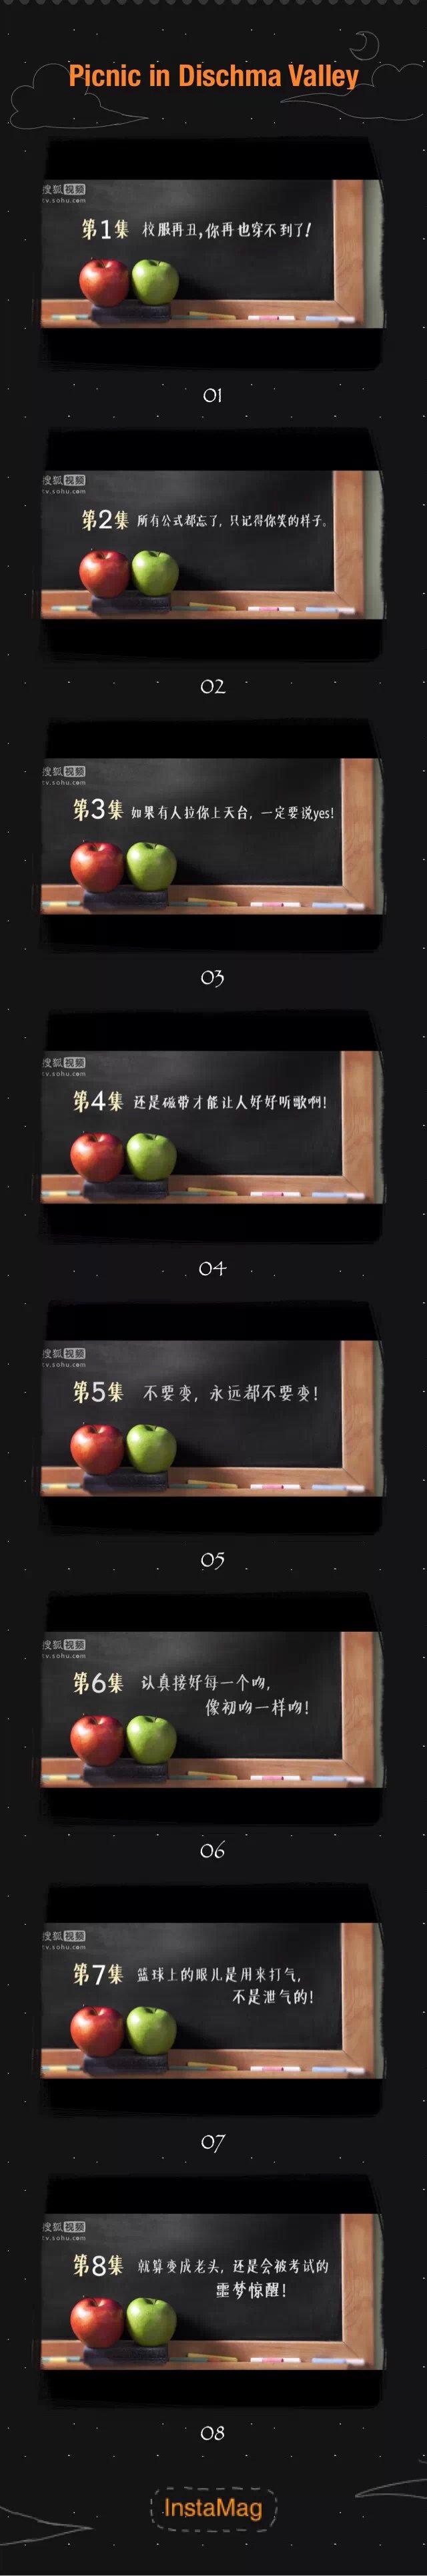 Picnic in Dischma Valley
搜狐视频
tv.sohu.com
第1集 校服再丑,你再也穿不到了!
01
搜狐视频
tv.sohu.com
第2集 所有公式都忘了，只记得你笑的样子。
02
搜狐视频
tv.sohu.com
第3集 如果有人拉你上天台，一定要说yes!
03
搜狐视频
tv.sohu.com
第4集 还是磁带才能让人好好听歌啊!
04
搜狐视频
tv.sohu.com
第5集 不要变，永远都不要变!
05
搜狐视频
tv.sohu.com
第6集 认真接好每一个吻，
像初吻一样吻!
06
搜狐视频
tv.sohu.com
第7集 篮球上的眼儿是用来打气，
不是泄气的!
07
搜狐视频
tv.sohu.com
第8集 就算变成老头，还是会被考试的
噩梦惊醒!
08
InstaMag